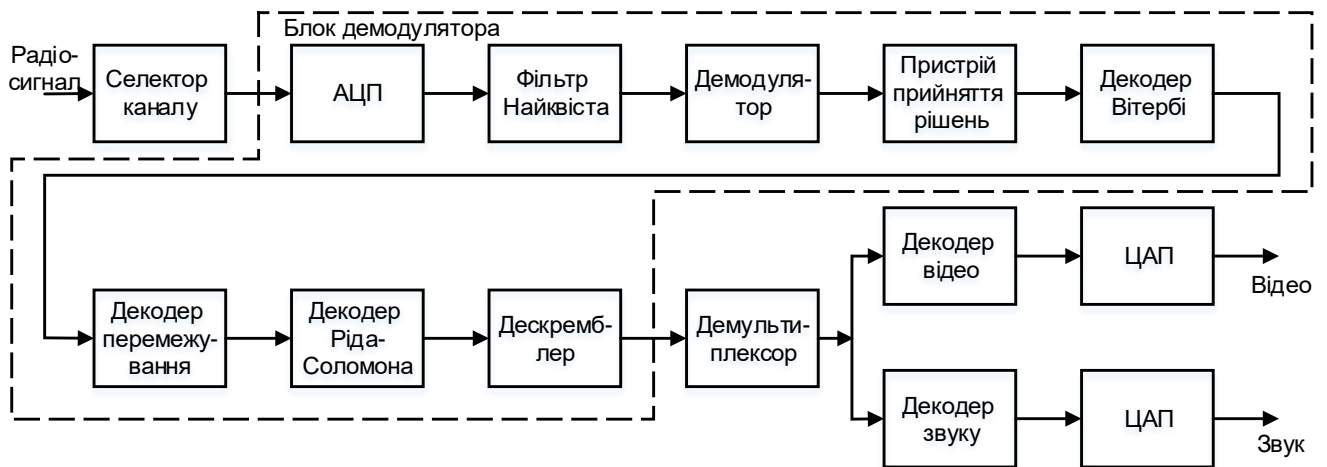 Блок демодулятора
Радіо-
сигнал
Селектор
каналу
АЦП
Фільтр
Найквіста
Демодуля-
тор
Пристрій
прийняття
рішень
Декодер
Вітербі
Декодер
перемежу-
вання
Декодер
Ріда-
Соломона
Дескремб-
лер
Демульти-
плексор
Декодер
відео
ЦАП
Відео
Декодер
звуку
ЦАП
Звук